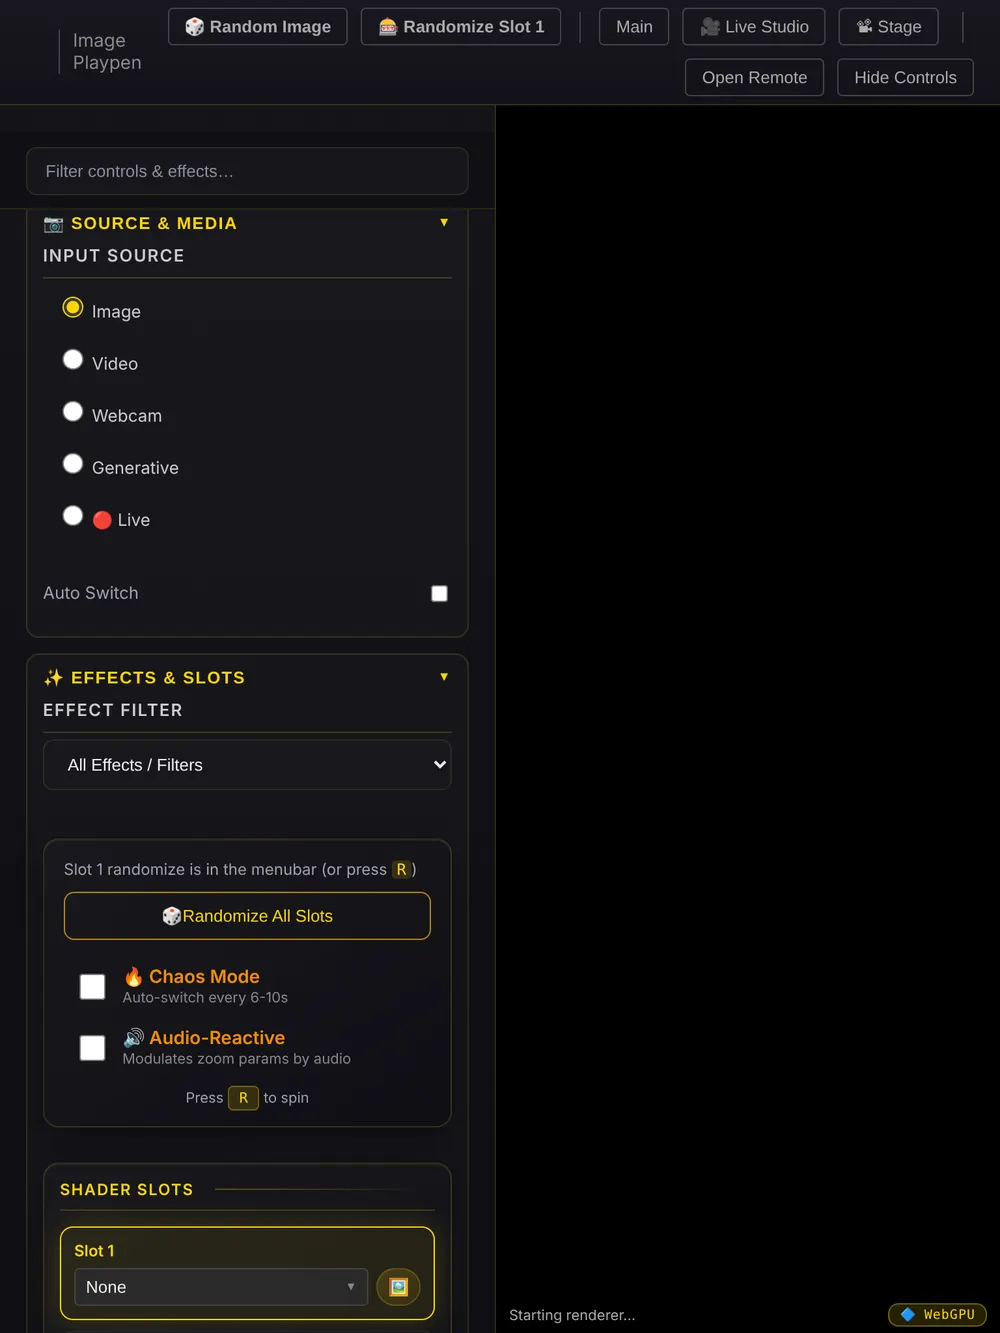 Image
Playpen
🎲 Random Image
🎰 Randomize Slot 1
Main
🎥 Live Studio
📽 Stage
Open Remote
Hide Controls
Filter controls & effects…
📷 SOURCE & MEDIA ▼
INPUT SOURCE
Image
Video
Webcam
Generative
🔴 Live
Auto Switch
✨ EFFECTS & SLOTS ▼
EFFECT FILTER
All Effects / Filters
Slot 1 randomize is in the menubar (or press R)
🎲Randomize All Slots
🔥 Chaos Mode
Auto-switch every 6-10s
🔊 Audio-Reactive
Modulates zoom params by audio
Press R to spin
SHADER SLOTS
Slot 1
None ▼
Starting renderer...
🔷 WebGPU